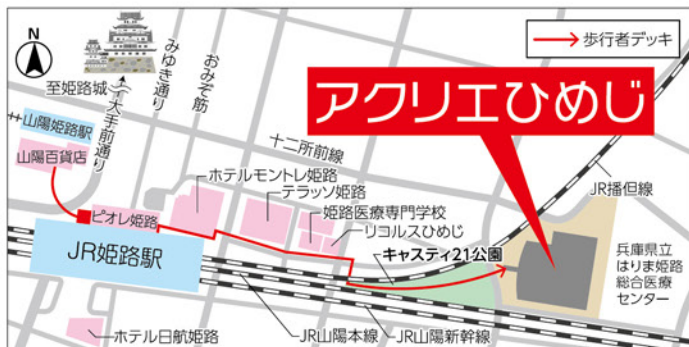 N
歩行者デッキ
みゆき通り
おみぞ筋
至姫路城
大手前通り
アクリエひめじ
山陽姫路駅
山陽百貨店
十二所前線
JR播但線
ホテルモントレ姫路
テラッソ姫路
姫路医療専門学校
リコルスひめじ
ピオレ姫路
JR姫路駅
キャスティ21公園
兵庫県立
はりま姫路
総合医療
センター
ホテル日航姫路
JR山陽本線
JR山陽新幹線